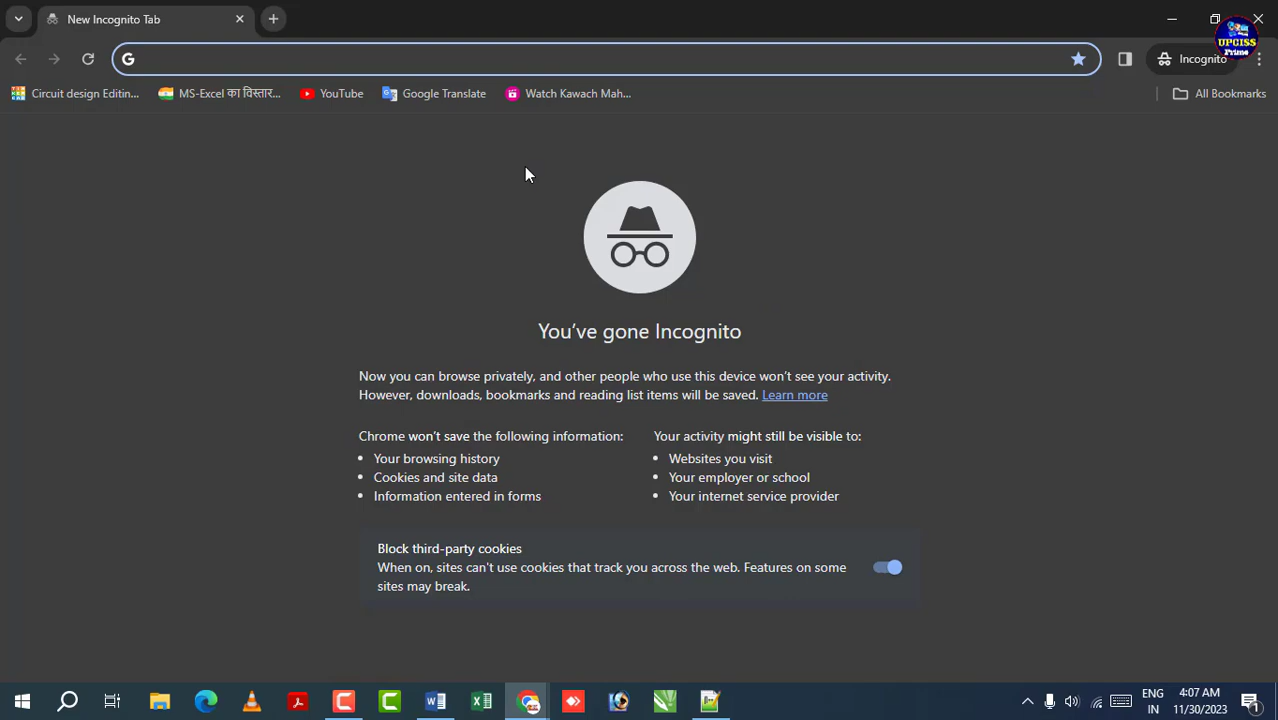 New Incognito Tab
UPCISS
Prime
Incognito
Circuit design Editin...
MS-Excel का विस्तार...
YouTube
Google Translate
Watch Kawach Mah...
All Bookmarks
You've gone Incognito
Now you can browse privately, and other people who use this device won't see your activity.
However, downloads, bookmarks and reading list items will be saved. Learn more
Chrome won't save the following information:
• Your browsing history
• Cookies and site data
• Information entered in forms
Your activity might still be visible to:
• Websites you visit
• Your employer or school
• Your internet service provider
Block third-party cookies
When on, sites can't use cookies that track you across the web. Features on some
sites may break.
ENG
IN
4:07 AM
11/30/2023
1